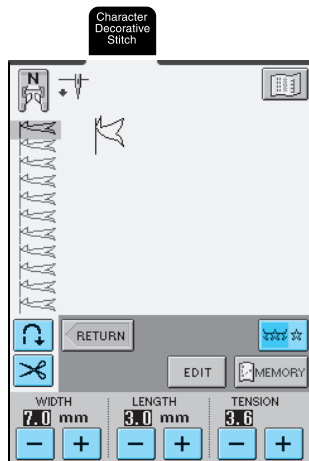 Character
Decorative
Stitch
N
RETURN
EDIT
MEMORY
WIDTH
7.0 mm
LENGTH
3.0 mm
TENSION
3.6
− +
− +
− +